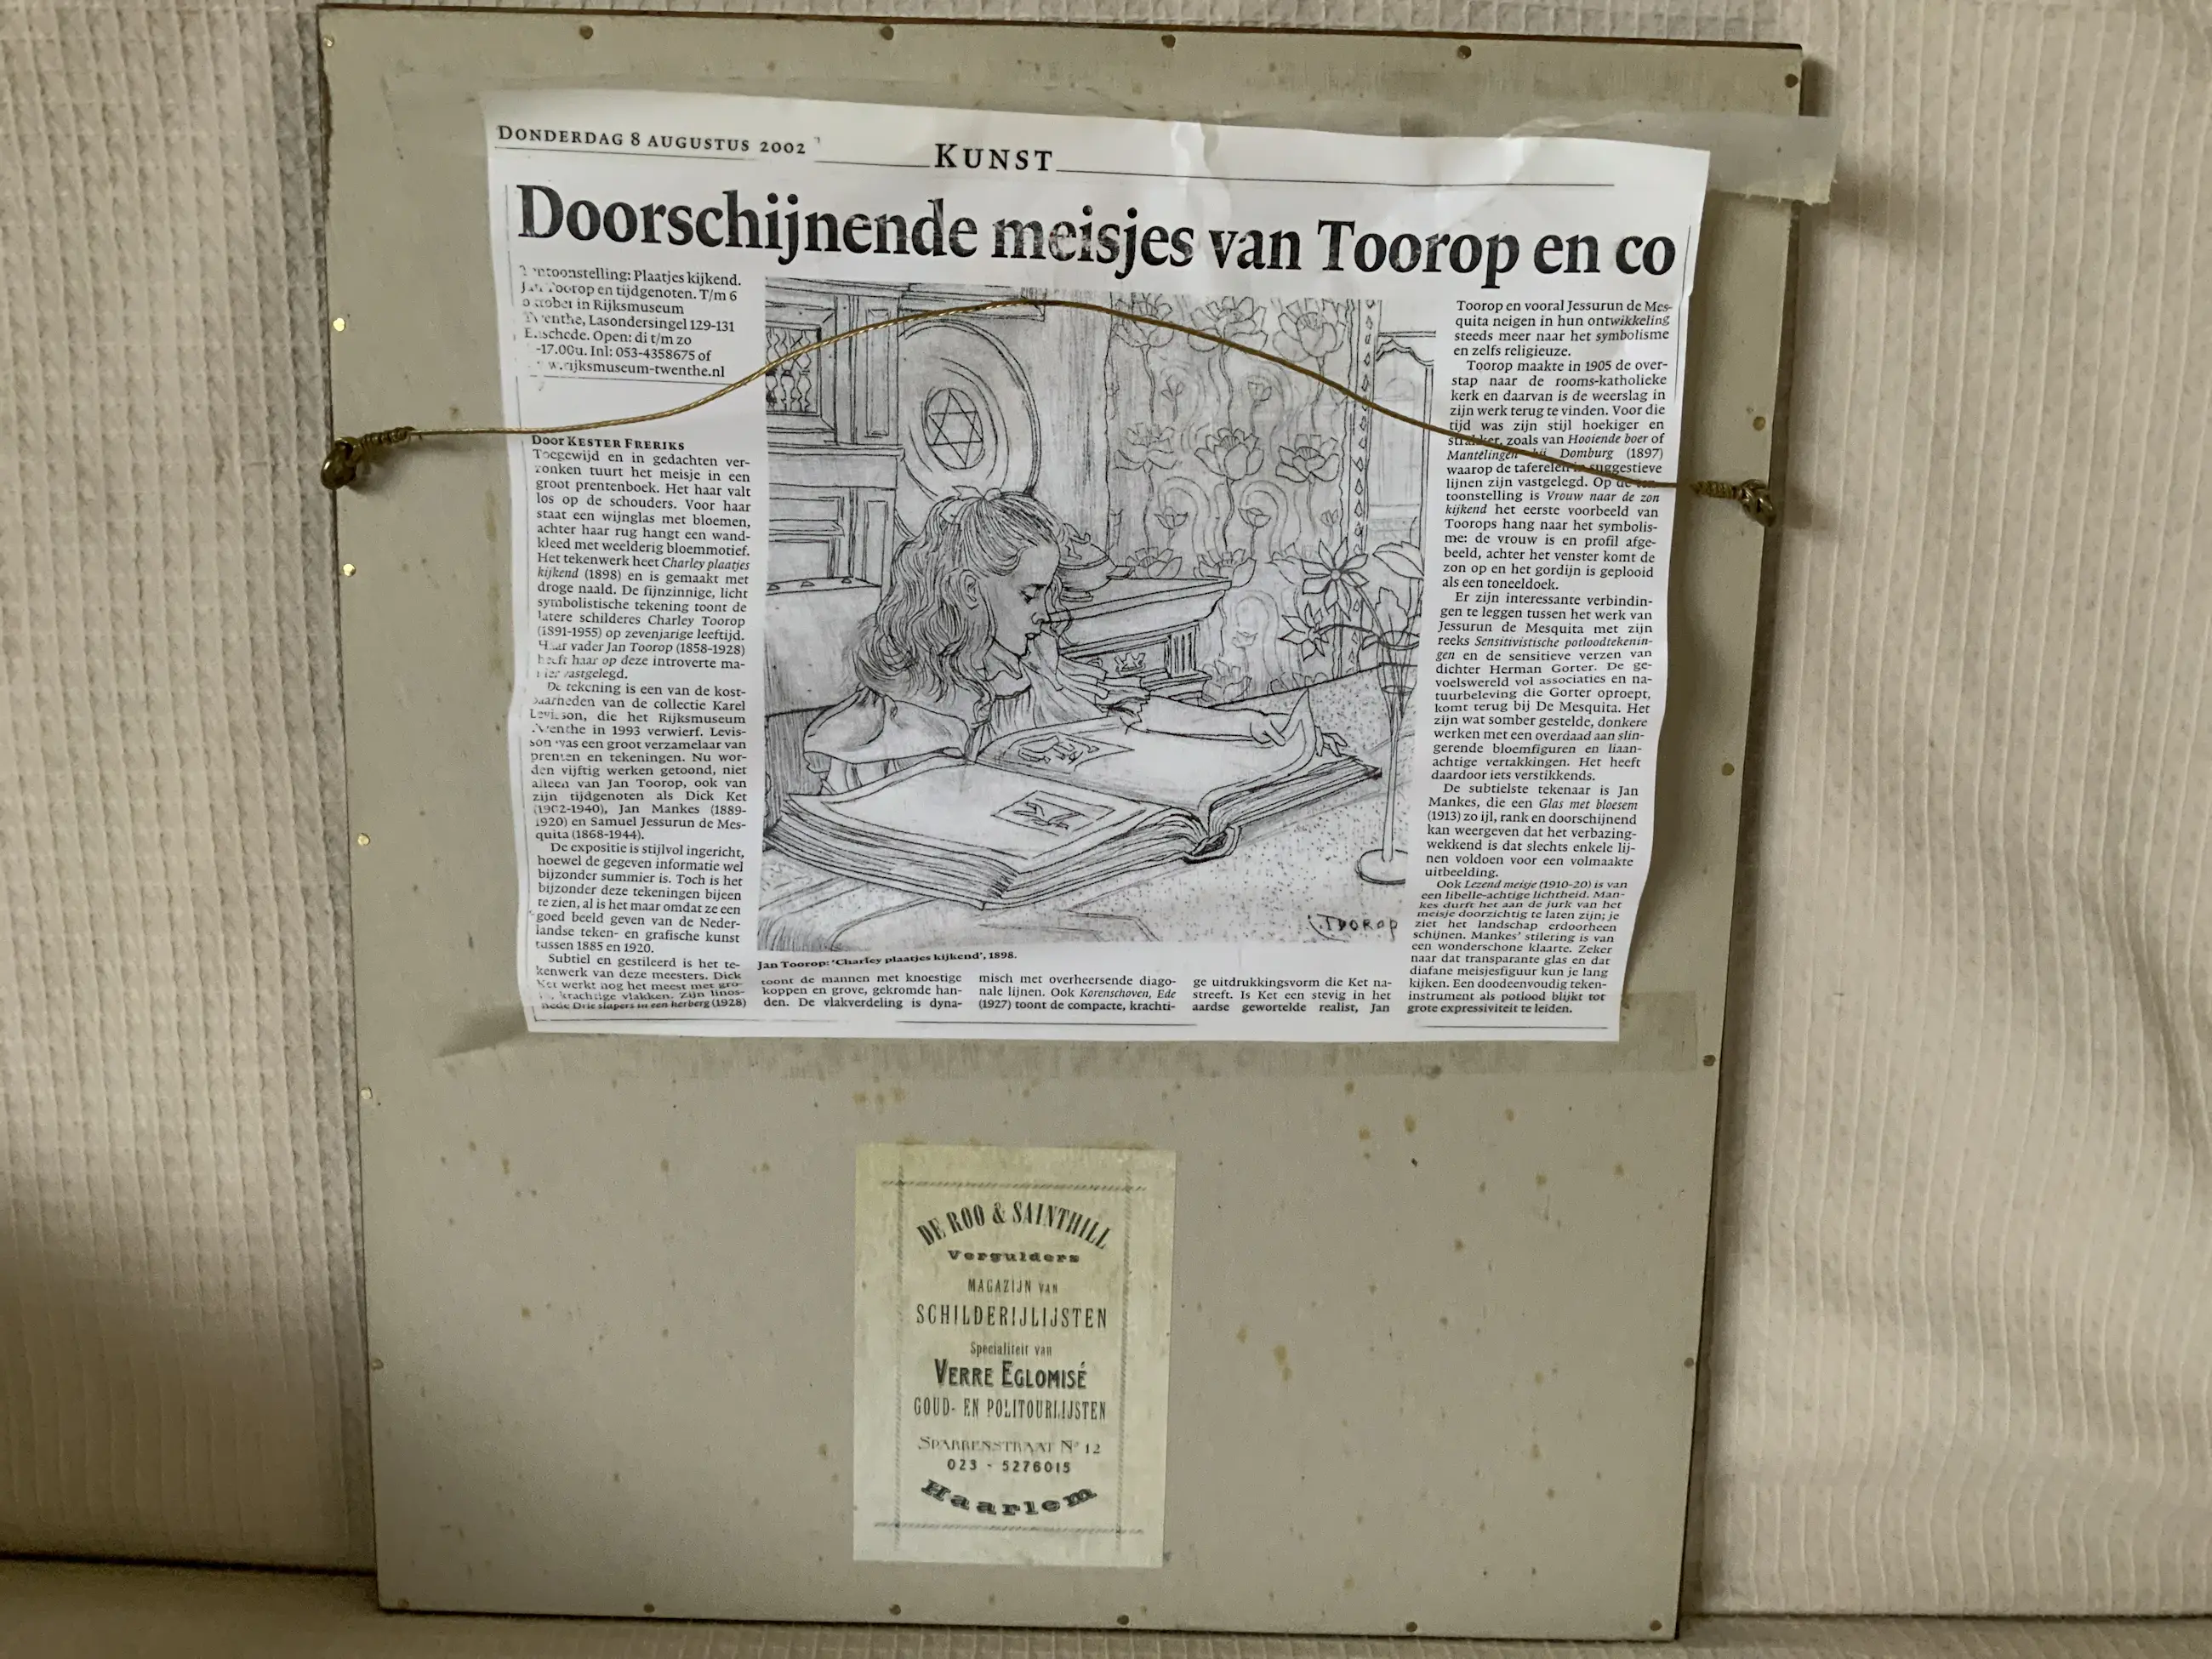 DONDERDAG 8 AUGUSTUS 2002
KUNST
Doorschijnende meisjes van Toorop en co
Plaatjes kijkend.
Toorop en tijdgenoten. T/m 6
in Rijksmuseum
Lasondersingel 129-131
Open: di t/m zo
-17.00u. Inl: 053-4358675 of
Door KESTER FRERIKS
Toegewijd en in gedachten ver-
zonken tuurt het meisje in een
groot prentenboek. Het haar valt
los op de schouders. Voor haar
staat een wijnglas met bloemen,
achter haar rug hangt een wand-
kleed met weelderig bloemmotief.
Het tekenwerk heet Charley plaatjes
kijkend (1898) en is gemaakt met
droge naald. De fijnzinnige, licht
symbolistische tekening toont de
latere schilderes Charley Toorop
(1891-1955) op zevenjarige leeftijd.
Haar vader Jan Toorop (1858-1928)
heeft haar op deze introverte ma-
nier vastgelegd.
De tekening is een van de kost-
baarheden van de collectie Karel
Levisson, die het Rijksmuseum
Twenthe in 1993 verwierf. Levis-
son was een groot verzamelaar van
prenten en tekeningen. Nu wor-
den vijftig werken getoond, niet
alleen van Jan Toorop, ook van
zijn tijdgenoten als Dick Ket
(1902-1940), Jan Mankes (1889-
1920) en Samuel Jessurun de Mes-
quita (1868-1944).
De expositie is stijlvol ingericht,
hoewel de gegeven informatie wel
bijzonder summier is. Toch is het
bijzonder deze tekeningen bijeen
te zien, al is het maar omdat ze een
goed beeld geven van de Neder-
landse teken- en grafische kunst
tussen 1885 en 1920.
Subtiel en gestileerd is het te-
kenwerk van deze meesters. Dick
Ket werkt nog het meest met gro-
krachtige vlakken. Zijn linos-
nede Drie slapers in een herberg (1928)
J.TOOROP
Jan Toorop: 'Charley plaatjes kijkend', 1898.
toont de mannen met knoestige
koppen en grove, gekromde han-
den. De vlakverdeling is dyna-
misch met overheersende diago-
nale lijnen. Ook Korenschoven, Ede
(1927) toont de compacte, krachti-
ge uitdrukkingsvorm die Ket na-
streeft. Is Ket een stevig in het
aardse gewortelde realist, Jan
Toorop en vooral Jessurun de Mes-
quita neigen in hun ontwikkeling
steeds meer naar het symbolisme
en zelfs religieuze.
Toorop maakte in 1905 de over-
stap naar de rooms-katholieke
kerk en daarvan is de weerslag in
zijn werk terug te vinden. Voor die
tijd was zijn stijl hoekiger en
strakker, zoals van Hooiende boer of
Mantelingen bij Domburg (1897)
waarop de taferelen in suggestieve
lijnen zijn vastgelegd. Op de ten-
toonstelling is Vrouw naar de zon
kijkend het eerste voorbeeld van
Toorops hang naar het symbolis-
me: de vrouw is en profil afge-
beeld, achter het venster komt de
zon op en het gordijn is geplooid
als een toneeldoek.
Er zijn interessante verbindin-
gen te leggen tussen het werk van
Jessurun de Mesquita met zijn
reeks Sensitivistische potloodtekenin-
gen en de sensitieve verzen van
dichter Herman Gorter. De ge-
voelswereld vol associaties en na-
tuurbeleving die Gorter oproept,
komt terug bij De Mesquita. Het
zijn wat somber gestelde, donkere
werken met een overdaad aan slin-
gerende bloemfiguren en liaan-
achtige vertakkingen. Het heeft
daardoor iets verstikkends.
De subtielste tekenaar is Jan
Mankes, die een Glas met bloesem
(1913) zo ijl, rank en doorschijnend
kan weergeven dat het verbazing-
wekkend is dat slechts enkele lij-
nen voldoen voor een volmaakte
uitbeelding.
Ook Lezend meisje (1910-20) is van
een libelle-achtige lichtheid. Man-
kes durft het aan de jurk van het
meisje doorzichtig te laten zijn; je
ziet het landschap erdoorheen
schijnen. Mankes' stilering is van
een wonderschone klaarte. Zeker
naar dat transparante glas en dat
diafane meisjesfiguur kun je lang
kijken. Een doodeenvoudig teken-
instrument als potlood blijkt tot
grote expressiviteit te leiden.
DE ROO & SAINTHILL
Vergulders
MAGAZIJN VAN
SCHILDERIJLIJSTEN
Specialiteit van
VERRE EGLOMISÉ
GOUD- EN POLITOURLIJSTEN
SPARRENSTRAAT Nº 12
023 - 5276015
Haarlem